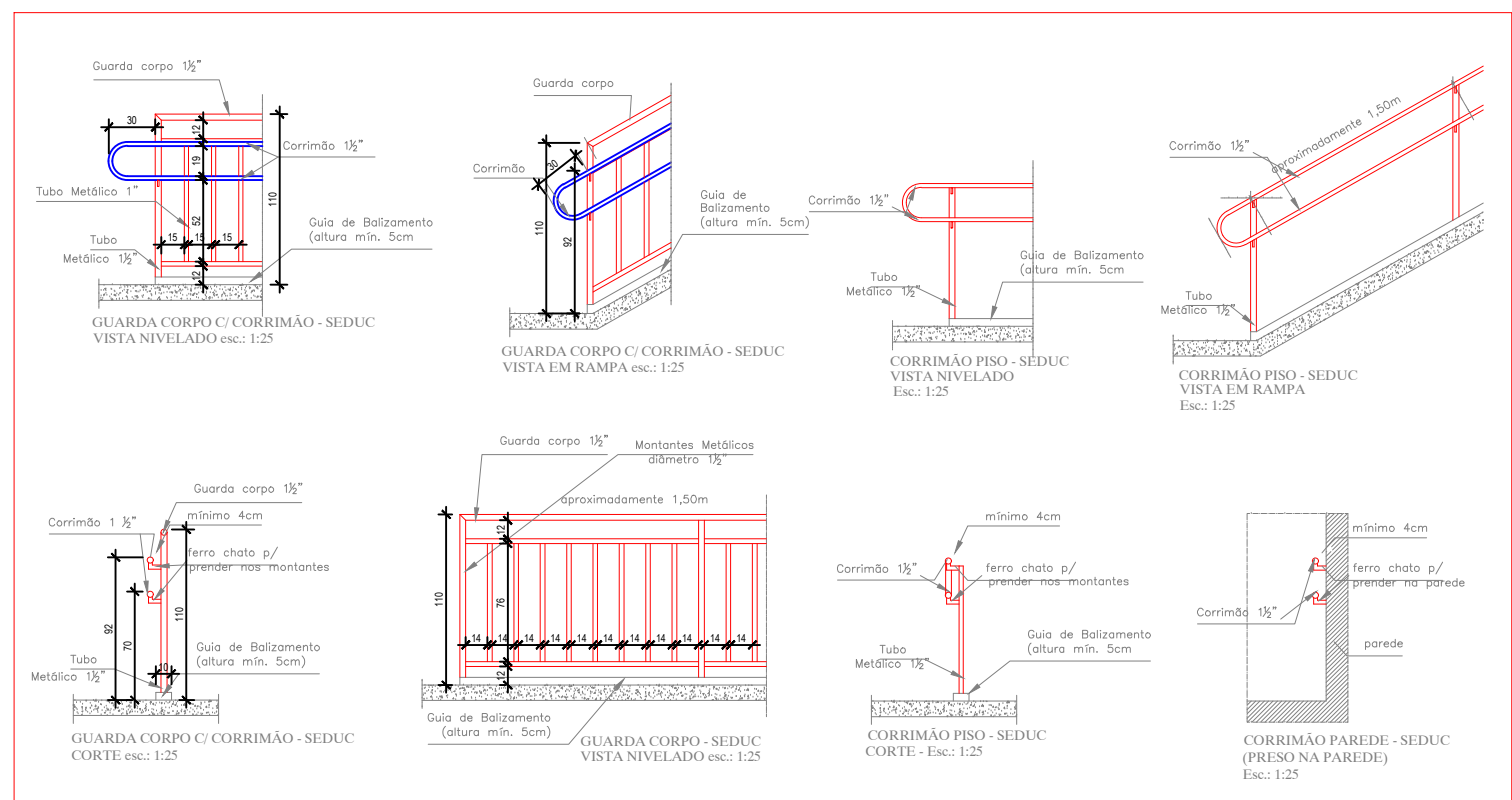 Guarda corpo 1½"
30
12
Corrimão 1½"
19
Tubo Metálico 1"
110
52
Guia de Balizamento
(altura mín. 5cm
15
15
15
Tubo
Metálico 1½"
12
GUARDA CORPO C/ CORRIMÃO - SEDUC
VISTA NIVELADO esc.: 1:25
Guarda corpo
30
Corrimão
Guia de
Balizamento
(altura mín. 5cm)
110
92
GUARDA CORPO C/ CORRIMÃO - SEDUC
VISTA EM RAMPA esc.: 1:25
Corrimão 1½"
Guia de Balizamento
(altura mín. 5cm
Tubo
Metálico 1½"
CORRIMÃO PISO - SEDUC
VISTA NIVELADO
Esc.: 1:25
aproximadamente 1,50m
Corrimão 1½"
Tubo
Metálico 1½"
CORRIMÃO PISO - SEDUC
VISTA EM RAMPA
Esc.: 1:25
Guarda corpo 1½"
mínimo 4cm
Corrimão 1 ½"
ferro chato p/
prender nos montantes
110
92
70
Guia de Balizamento
(altura mín. 5cm)
10
Tubo
Metálico 1½"
GUARDA CORPO C/ CORRIMÃO - SEDUC
CORTE esc.: 1:25
Guarda corpo 1½"
Montantes Metálicos
diâmetro 1½"
aproximadamente 1,50m
12
110
76
14
14
14
14
14
14
14
14
14
14
14
12
Guia de Balizamento
(altura mín. 5cm)
GUARDA CORPO - SEDUC
VISTA NIVELADO esc.: 1:25
mínimo 4cm
Corrimão 1½"
ferro chato p/
prender nos montantes
Guia de Balizamento
(altura mín. 5cm
Tubo
Metálico 1½"
CORRIMÃO PISO - SEDUC
CORTE - Esc.: 1:25
mínimo 4cm
ferro chato p/
prender na parede
Corrimão 1½"
parede
CORRIMÃO PAREDE - SEDUC
(PRESO NA PAREDE)
Esc.: 1:25